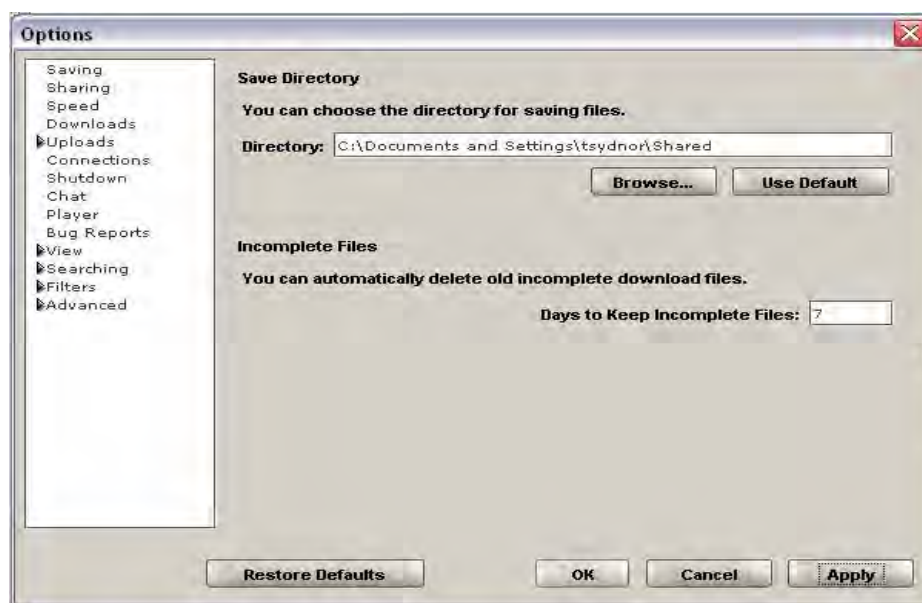 Options
Saving
Sharing
Speed
Downloads
Uploads
Connections
Shutdown
Chat
Player
Bug Reports
View
Searching
Filters
Advanced
Save Directory
You can choose the directory for saving files.
Directory: C:\Documents and Settings\tsydnor\Shared
Browse... Use Default
Incomplete Files
You can automatically delete old incomplete download files.
Days to Keep Incomplete Files: 7
Restore Defaults OK Cancel Apply